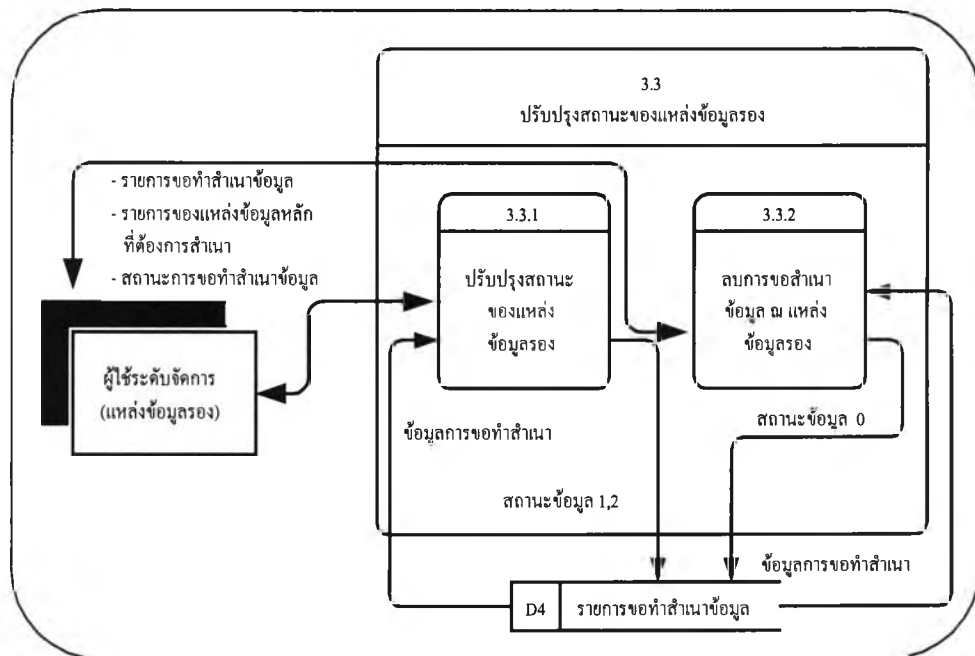 3.3
ปรับปรุงสถานะของแหล่งข้อมูลรอง
- รายการขอทำสำเนาข้อมูล
- รายการของแหล่งข้อมูลหลัก
ที่ต้องการสำเนา
- สถานะการขอทำสำเนาข้อมูล
3.3.1
ปรับปรุงสถานะ
ของแหล่ง
ข้อมูลรอง
3.3.2
ลบการขอสำเนา
ข้อมูล ณ แหล่ง
ข้อมูลรอง
ผู้ใช้ระดับจัดการ
(แหล่งข้อมูลรอง)
ข้อมูลการขอทำสำเนา
สถานะข้อมูล 0
สถานะข้อมูล 1,2
ข้อมูลการขอทำสำเนา
D4 รายการขอทำสำเนาข้อมูล